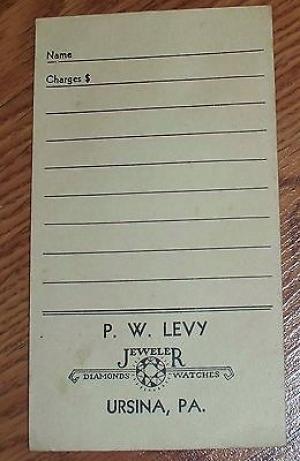 Name
Charges $
P. W. LEVY
JEWELER
DIAMONDS WATCHES
URSINA, PA.